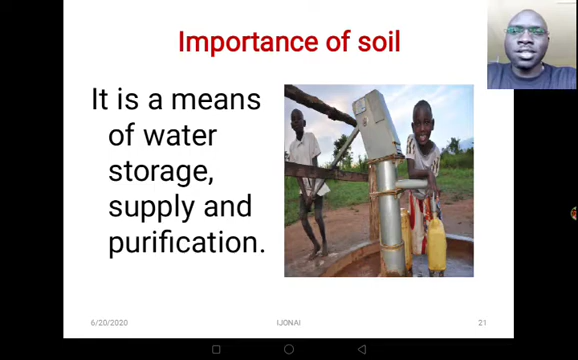 Importance of soil
It is a means
of water
storage,
supply and
purification.
6/20/2020
IJONAI
21